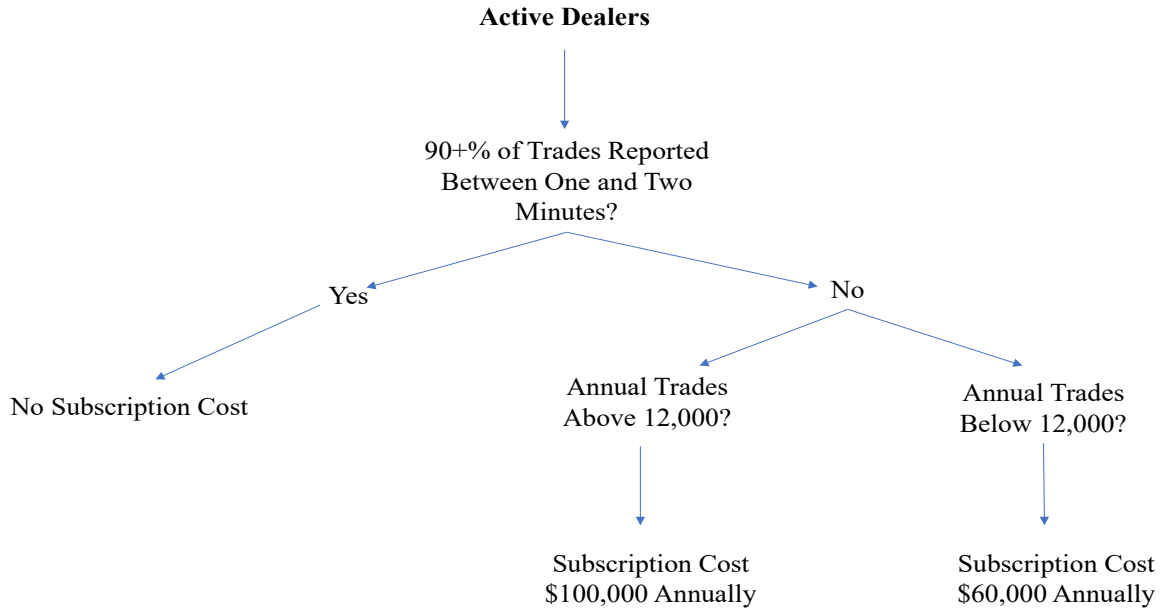 Active Dealers
90+% of Trades Reported
Between One and Two
Minutes?
Yes
No
No Subscription Cost
Annual Trades
Above 12,000?
Annual Trades
Below 12,000?
Subscription Cost
$100,000 Annually
Subscription Cost
$60,000 Annually